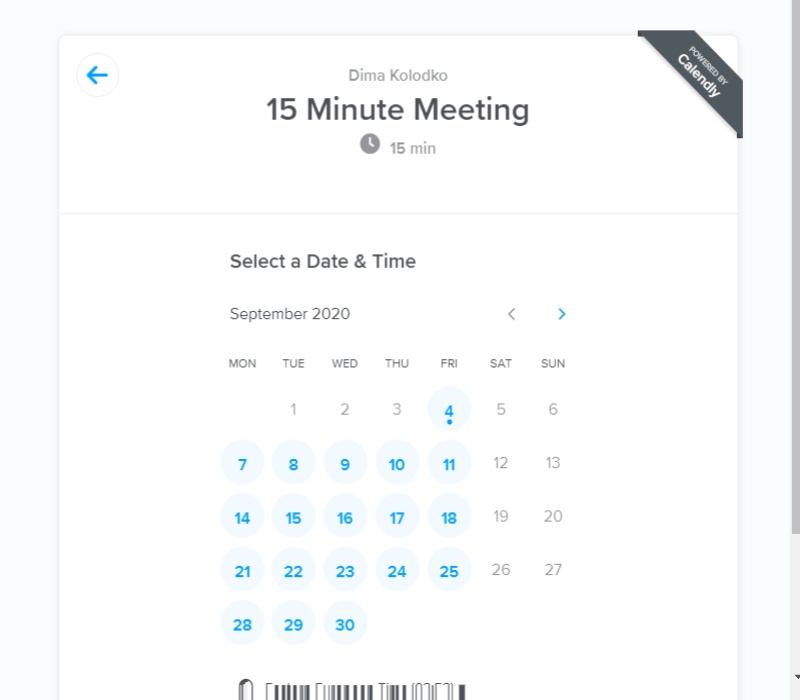 POWERED BY
Calendly
Dima Kolodko
15 Minute Meeting
15 min
Select a Date & Time
September 2020
MON TUE WED THU FRI SAT SUN
1 2 3 4 5 6
7 8 9 10 11 12 13
14 15 16 17 18 19 20
21 22 23 24 25 26 27
28 29 30